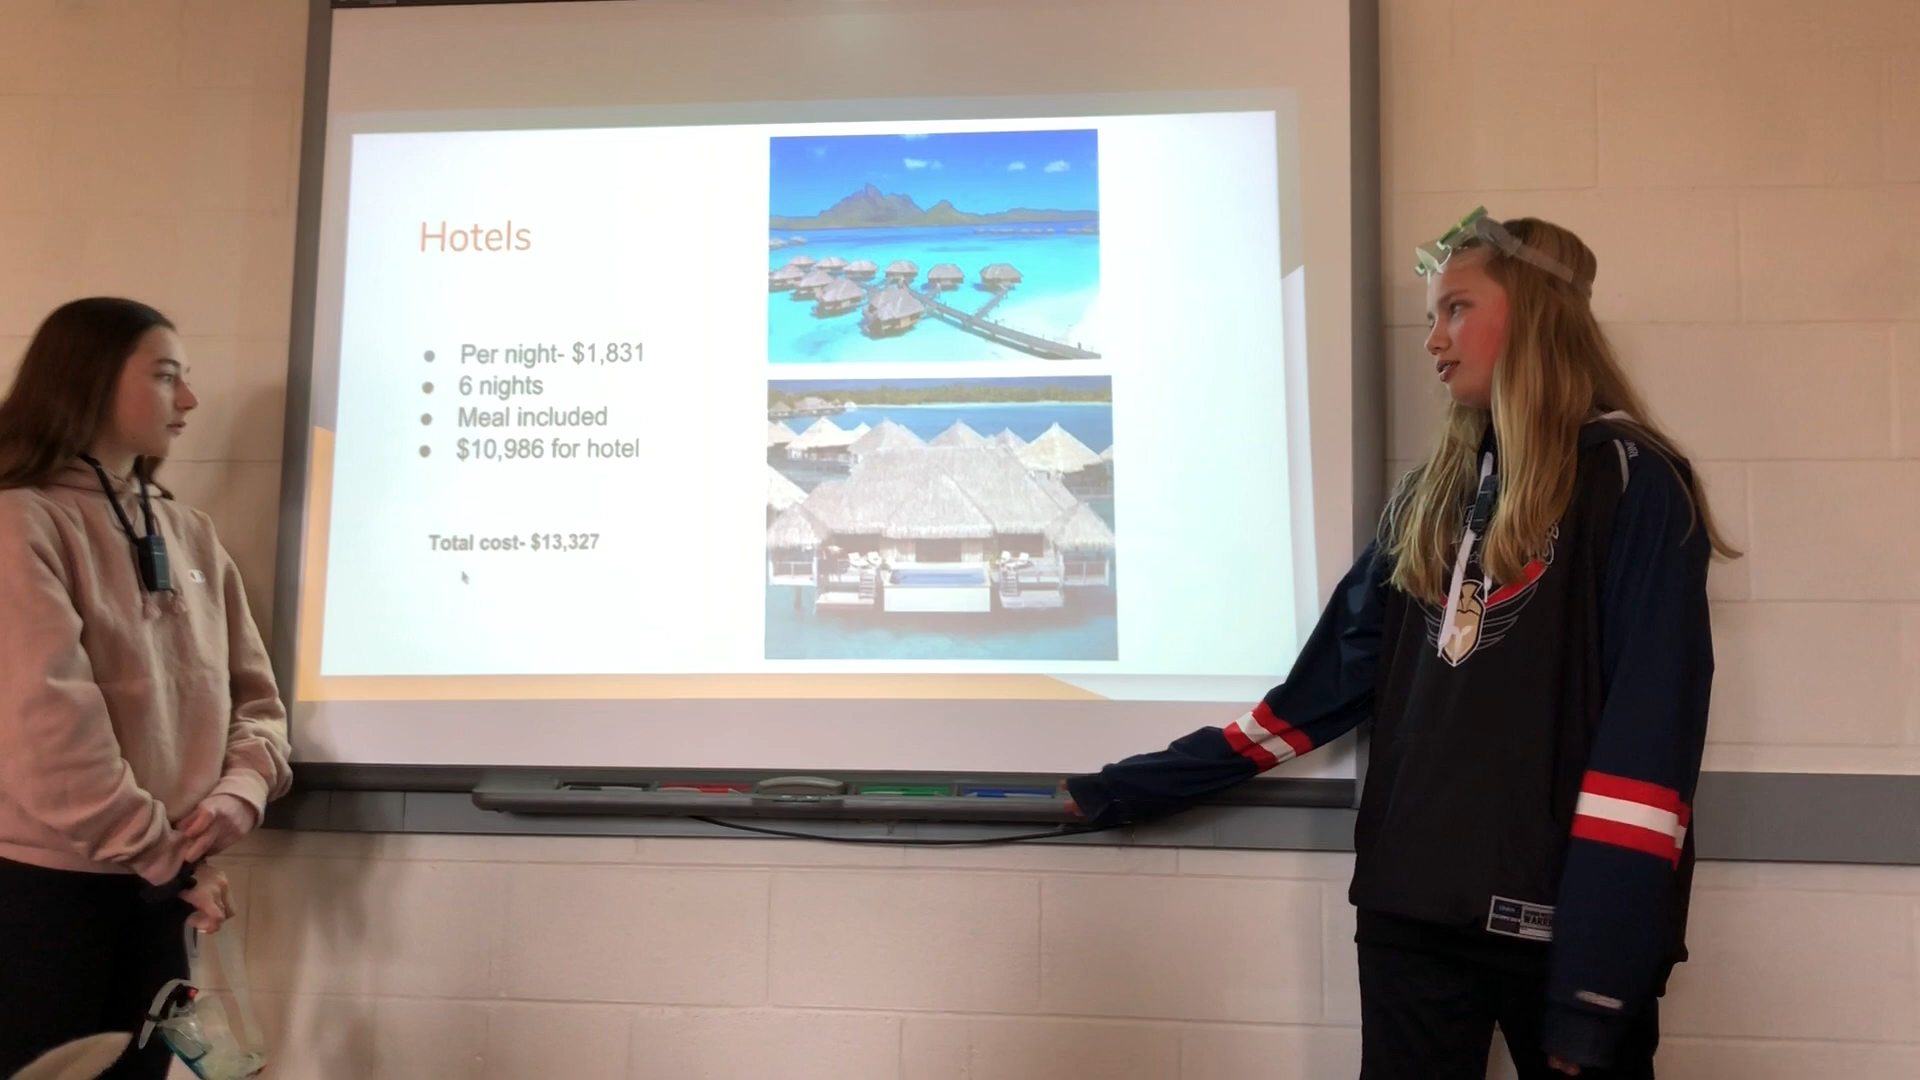 Hotels
● Per night- $1,831
● 6 nights
● Meal included
● $10,986 for hotel
Total cost- $13,327